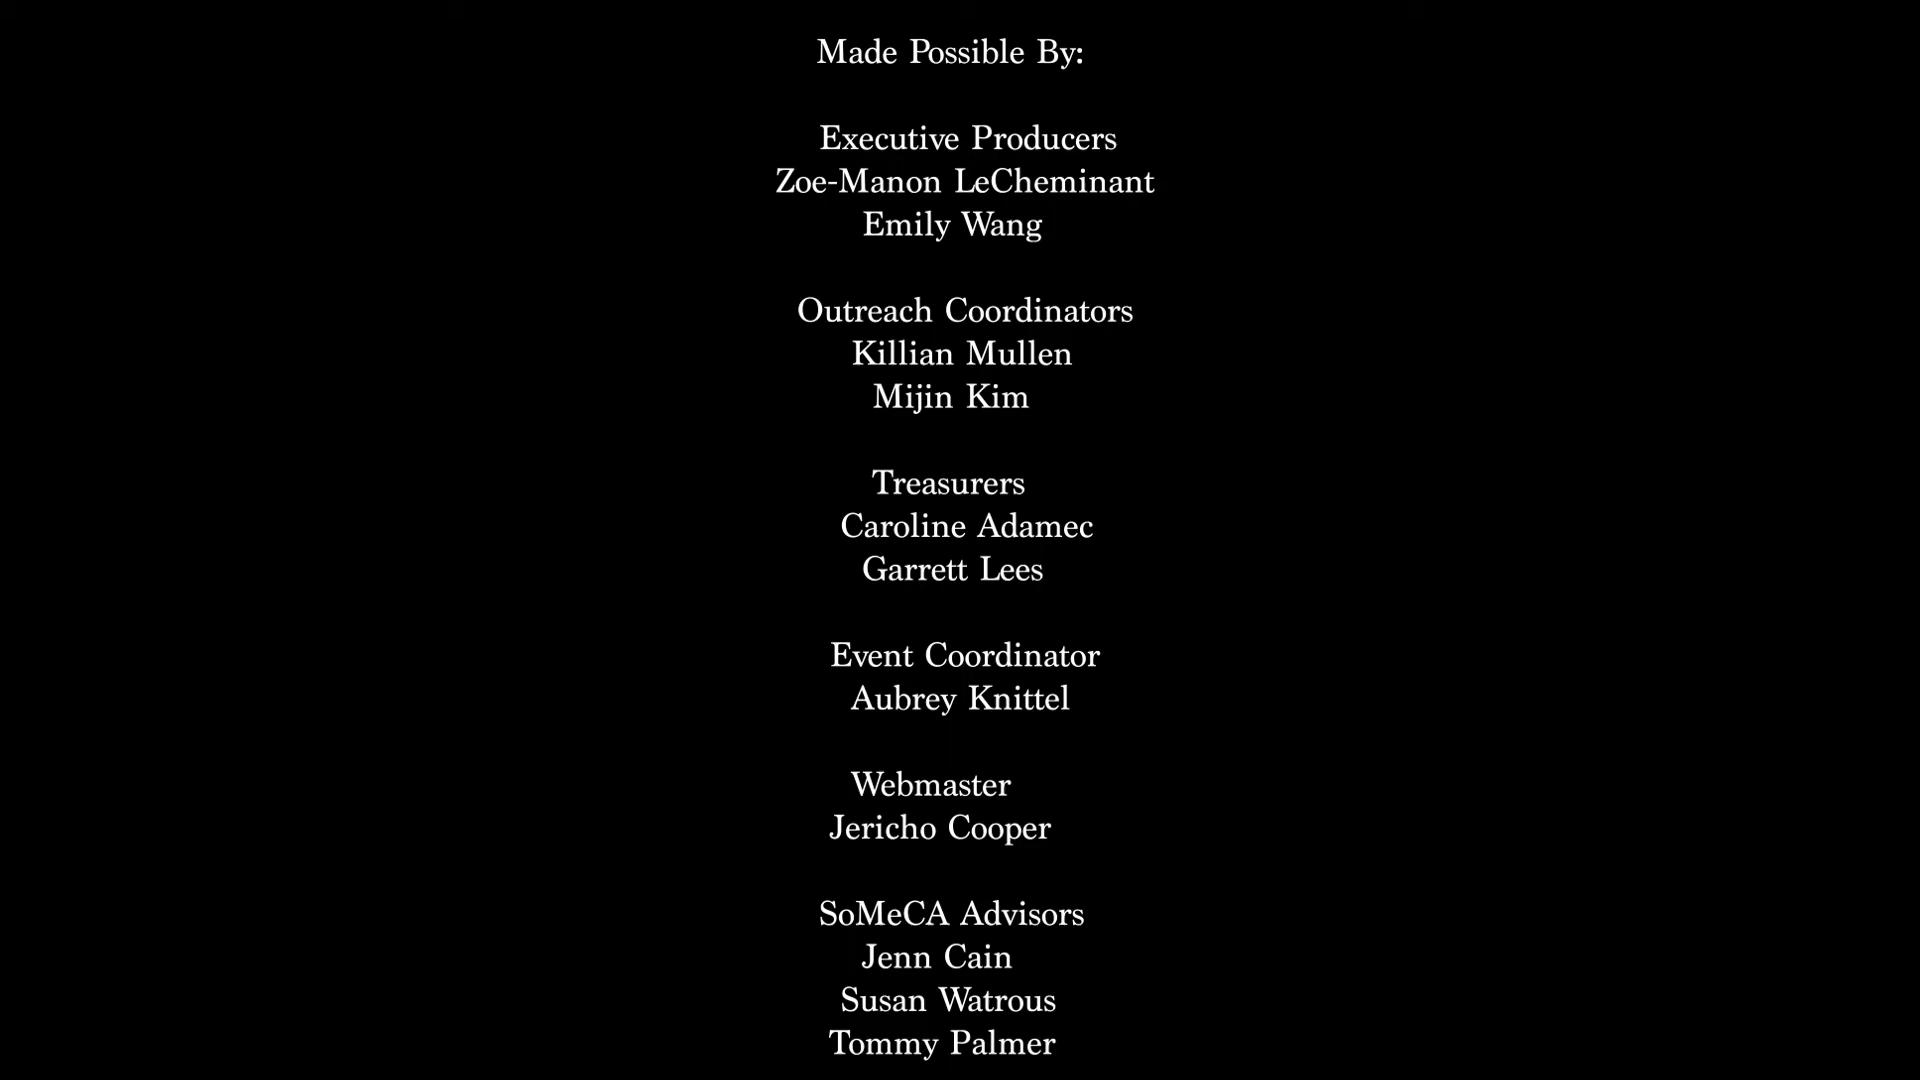 Made Possible By:
Executive Producers
Zoe-Manon LeCheminant
Emily Wang
Outreach Coordinators
Killian Mullen
Mijin Kim
Treasurers
Caroline Adamec
Garrett Lees
Event Coordinator
Aubrey Knittel
Webmaster
Jericho Cooper
SoMeCA Advisors
Jenn Cain
Susan Watrous
Tommy Palmer